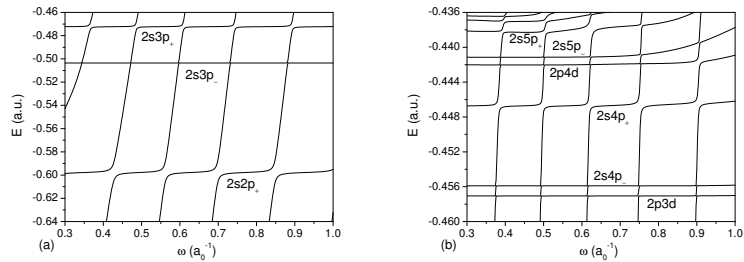 -0.46
-0.48
-0.50
-0.52
-0.54
-0.56
-0.58
-0.60
-0.62
-0.64
E (a.u.)
2s3p₊
2s3p₋
2s2p₊
0.3 0.4 0.5 0.6 0.7 0.8 0.9 1.0
(a)
ω (a₀⁻¹)
-0.436
-0.440
-0.444
-0.448
-0.452
-0.456
-0.460
E (a.u.)
2s5p₊
2s5p₋
2p4d
2s4p₊
2s4p₋
2p3d
0.3 0.4 0.5 0.6 0.7 0.8 0.9 1.0
(b)
ω (a₀⁻¹)